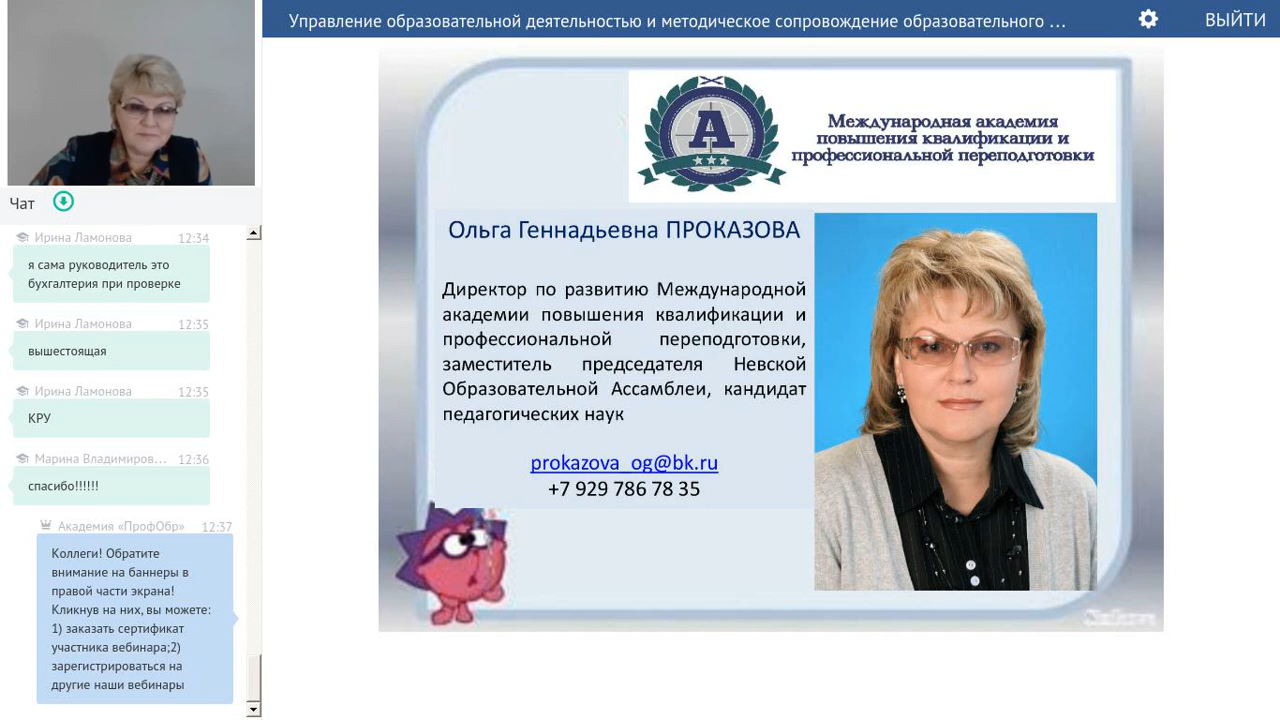 Управление образовательной деятельностью и методическое сопровождение образовательного ...
ВЫЙТИ
Чат
Ирина Ламонова 12:34
я сама руководитель это
бухгалтерия при проверке
Ирина Ламонова 12:35
вышестоящая
Ирина Ламонова 12:35
КРУ
Марина Владимиров... 12:36
спасибо!!!!!!
Академия «ПрофОбр» 12:37
Коллеги! Обратите
внимание на баннеры в
правой части экрана!
Кликнув на них, вы можете:
1) заказать сертификат
участника вебинара;2)
зарегистрироваться на
другие наши вебинары
А
Международная академия
повышения квалификации и
профессиональной переподготовки
Ольга Геннадьевна ПРОКАЗОВА
Директор по развитию Международной
академии повышения квалификации и
профессиональной переподготовки,
заместитель председателя Невской
Образовательной Ассамблеи, кандидат
педагогических наук
prokazova_og@bk.ru
+7 929 786 78 35